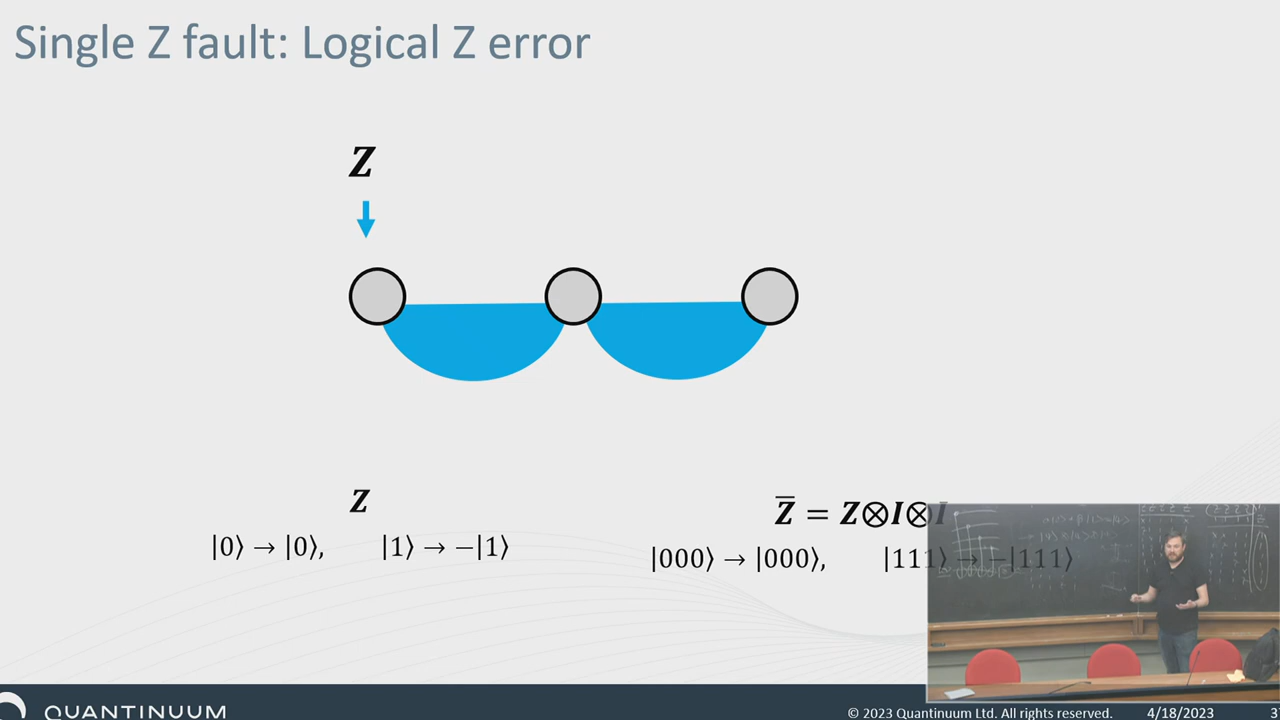 Single Z fault: Logical Z error
Z
Z
|0⟩ → |0⟩, |1⟩ → −|1⟩
Z̅ = Z⊗I⊗I
|000⟩ → |000⟩, |111⟩ → −|111⟩
QUANTINUUM
© 2023 Quantinuum Ltd. All rights reserved. 4/18/2023